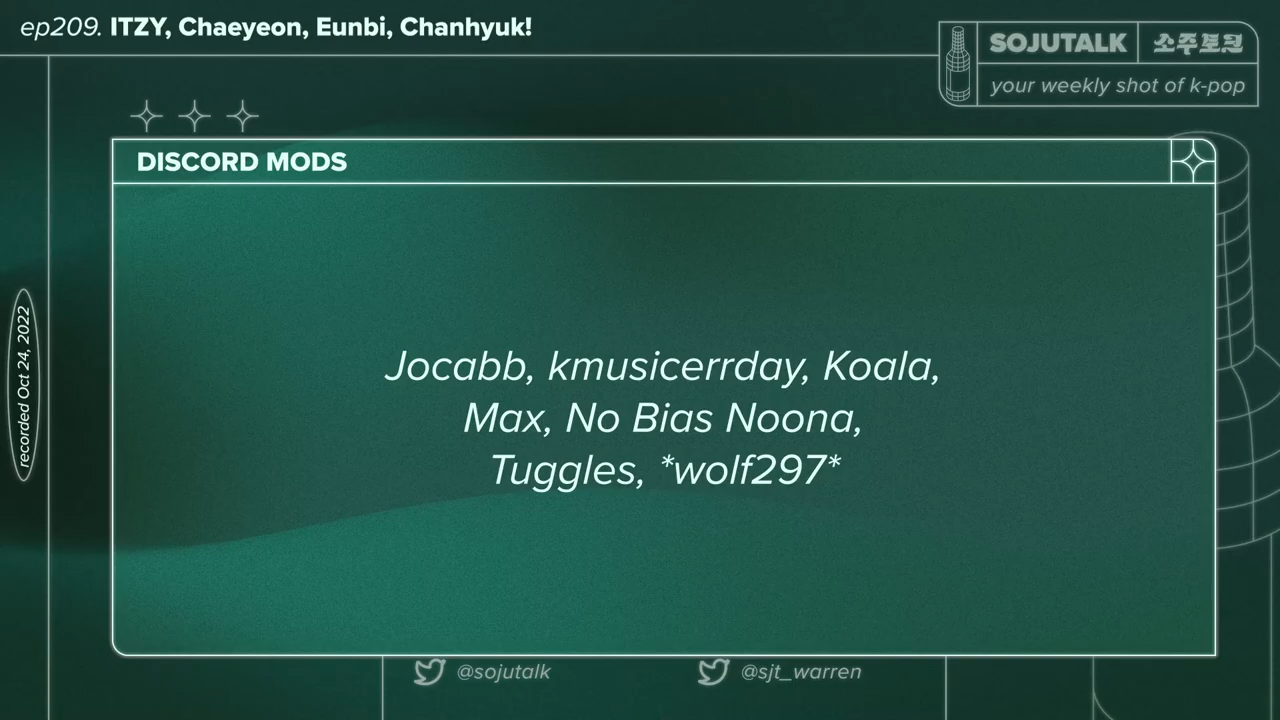 ep209. ITZY, Chaeyeon, Eunbi, Chanhyuk!
SOJUTALK 소주토크
your weekly shot of k-pop
DISCORD MODS
recorded Oct 24, 2022
Jocabb, kmusicerrday, Koala,
Max, No Bias Noona,
Tuggles, *wolf297*
@sojutalk @sjt_warren